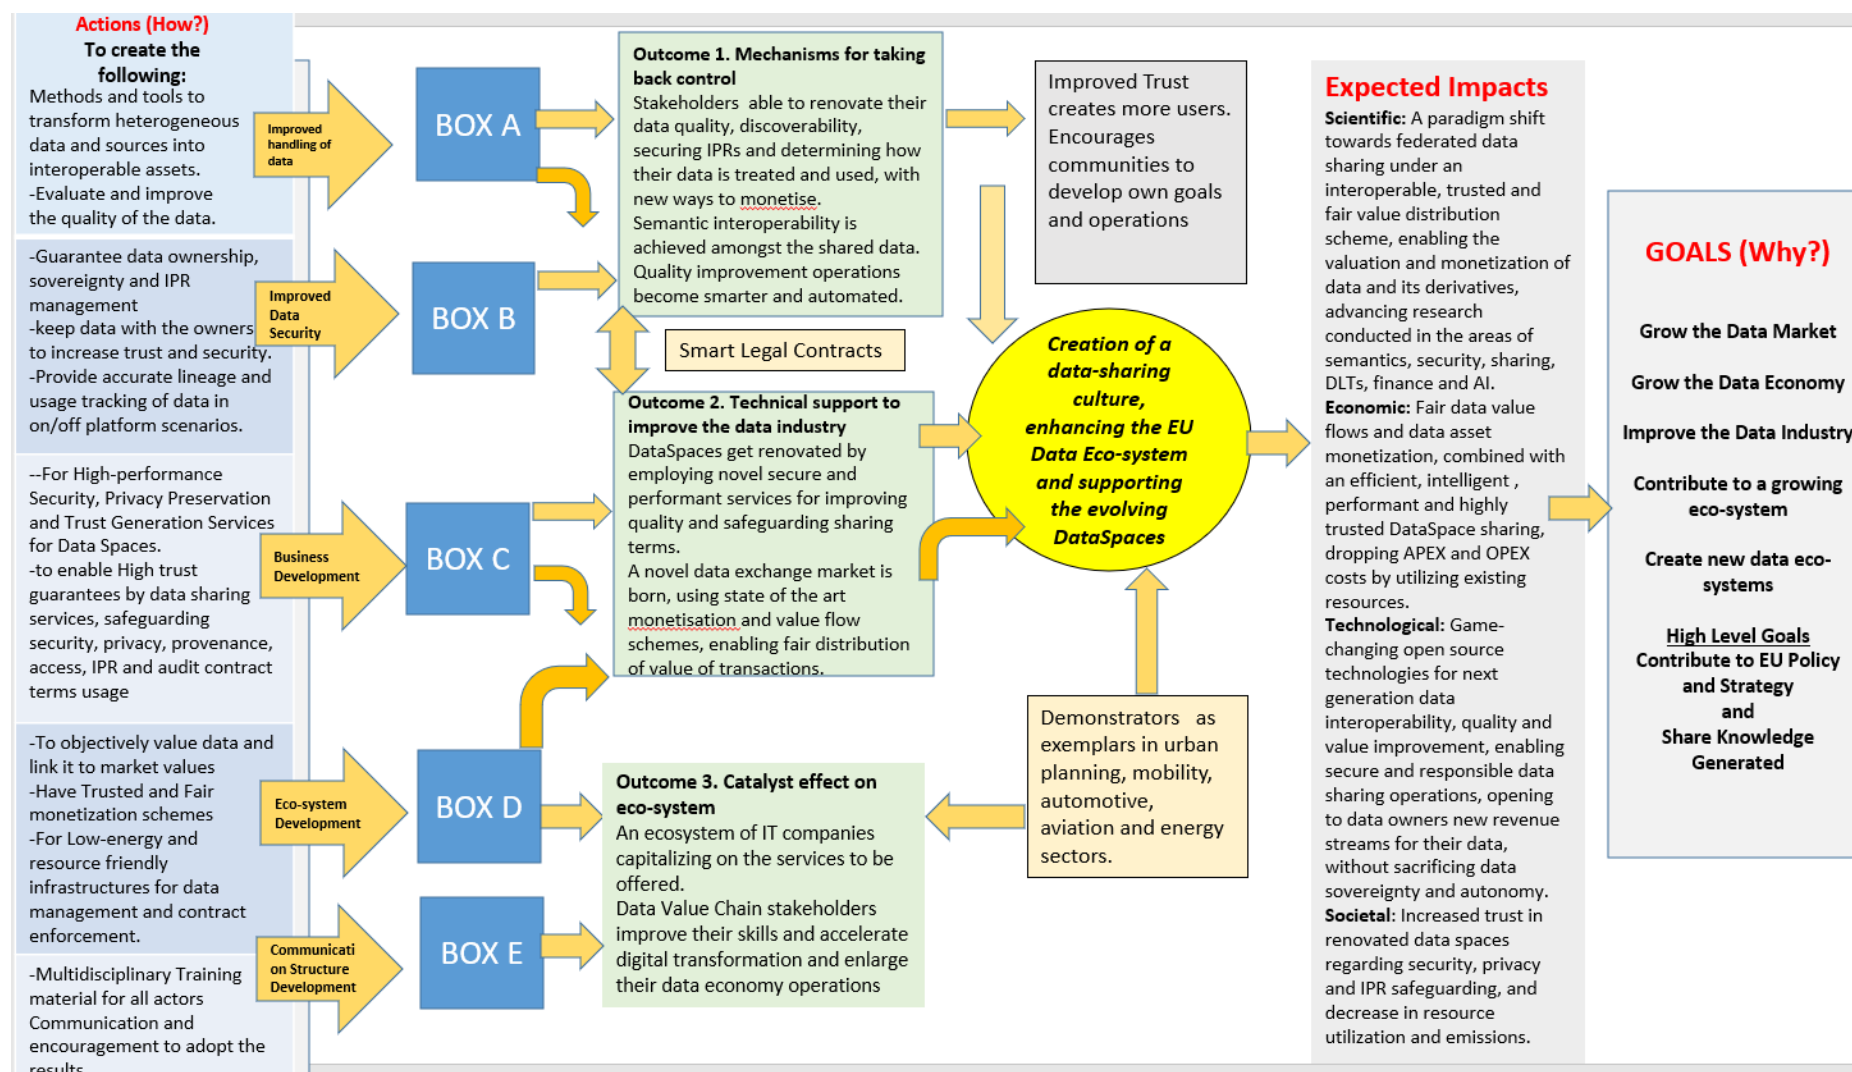 Actions (How?)
To create the
following:
Methods and tools to
transform heterogeneous
data and sources into
interoperable assets.
-Evaluate and improve
the quality of the data.
-Guarantee data ownership,
sovereignty and IPR
management
-keep data with the owners
to increase trust and security.
-Provide accurate lineage and
usage tracking of data in
on/off platform scenarios.
--For High-performance
Security, Privacy Preservation
and Trust Generation Services
for Data Spaces.
-to enable High trust
guarantees by data sharing
services, safeguarding
security, privacy, provenance,
access, IPR and audit contract
terms usage
-To objectively value data and
link it to market values
-Have Trusted and Fair
monetization schemes
-For Low-energy and
resource friendly
infrastructures for data
management and contract
enforcement.
-Multidisciplinary Training
material for all actors
Communication and
encouragement to adopt the
results
Improved
handling of
data
Improved
Data
Security
Business
Development
Eco-system
Development
Communicati
on Structure
Development
BOX A
BOX B
BOX C
BOX D
BOX E
Outcome 1. Mechanisms for taking
back control
Stakeholders able to renovate their
data quality, discoverability,
securing IPRs and determining how
their data is treated and used, with
new ways to monetise.
Semantic interoperability is
achieved amongst the shared data.
Quality improvement operations
become smarter and automated.
Smart Legal Contracts
Outcome 2. Technical support to
improve the data industry
DataSpaces get renovated by
employing novel secure and
performant services for improving
quality and safeguarding sharing
terms.
A novel data exchange market is
born, using state of the art
monetisation and value flow
schemes, enabling fair distribution
of value of transactions.
Outcome 3. Catalyst effect on
eco-system
An ecosystem of IT companies
capitalizing on the services to be
offered.
Data Value Chain stakeholders
improve their skills and accelerate
digital transformation and enlarge
their data economy operations
Improved Trust
creates more users.
Encourages
communities to
develop own goals
and operations
Creation of a
data-sharing
culture,
enhancing the EU
Data Eco-system
and supporting
the evolving
DataSpaces
Demonstrators as
exemplars in urban
planning, mobility,
automotive,
aviation and energy
sectors.
Expected Impacts
Scientific: A paradigm shift
towards federated data
sharing under an
interoperable, trusted and
fair value distribution
scheme, enabling the
valuation and monetization of
data and its derivatives,
advancing research
conducted in the areas of
semantics, security, sharing,
DLTs, finance and AI.
Economic: Fair data value
flows and data asset
monetization, combined with
an efficient, intelligent ,
performant and highly
trusted DataSpace sharing,
dropping APEX and OPEX
costs by utilizing existing
resources.
Technological: Game-
changing open source
technologies for next
generation data
interoperability, quality and
value improvement, enabling
secure and responsible data
sharing operations, opening
to data owners new revenue
streams for their data,
without sacrificing data
sovereignty and autonomy.
Societal: Increased trust in
renovated data spaces
regarding security, privacy
and IPR safeguarding, and
decrease in resource
utilization and emissions.
GOALS (Why?)
Grow the Data Market
Grow the Data Economy
Improve the Data Industry
Contribute to a growing
eco-system
Create new data eco-
systems
High Level Goals
Contribute to EU Policy
and Strategy
and
Share Knowledge
Generated